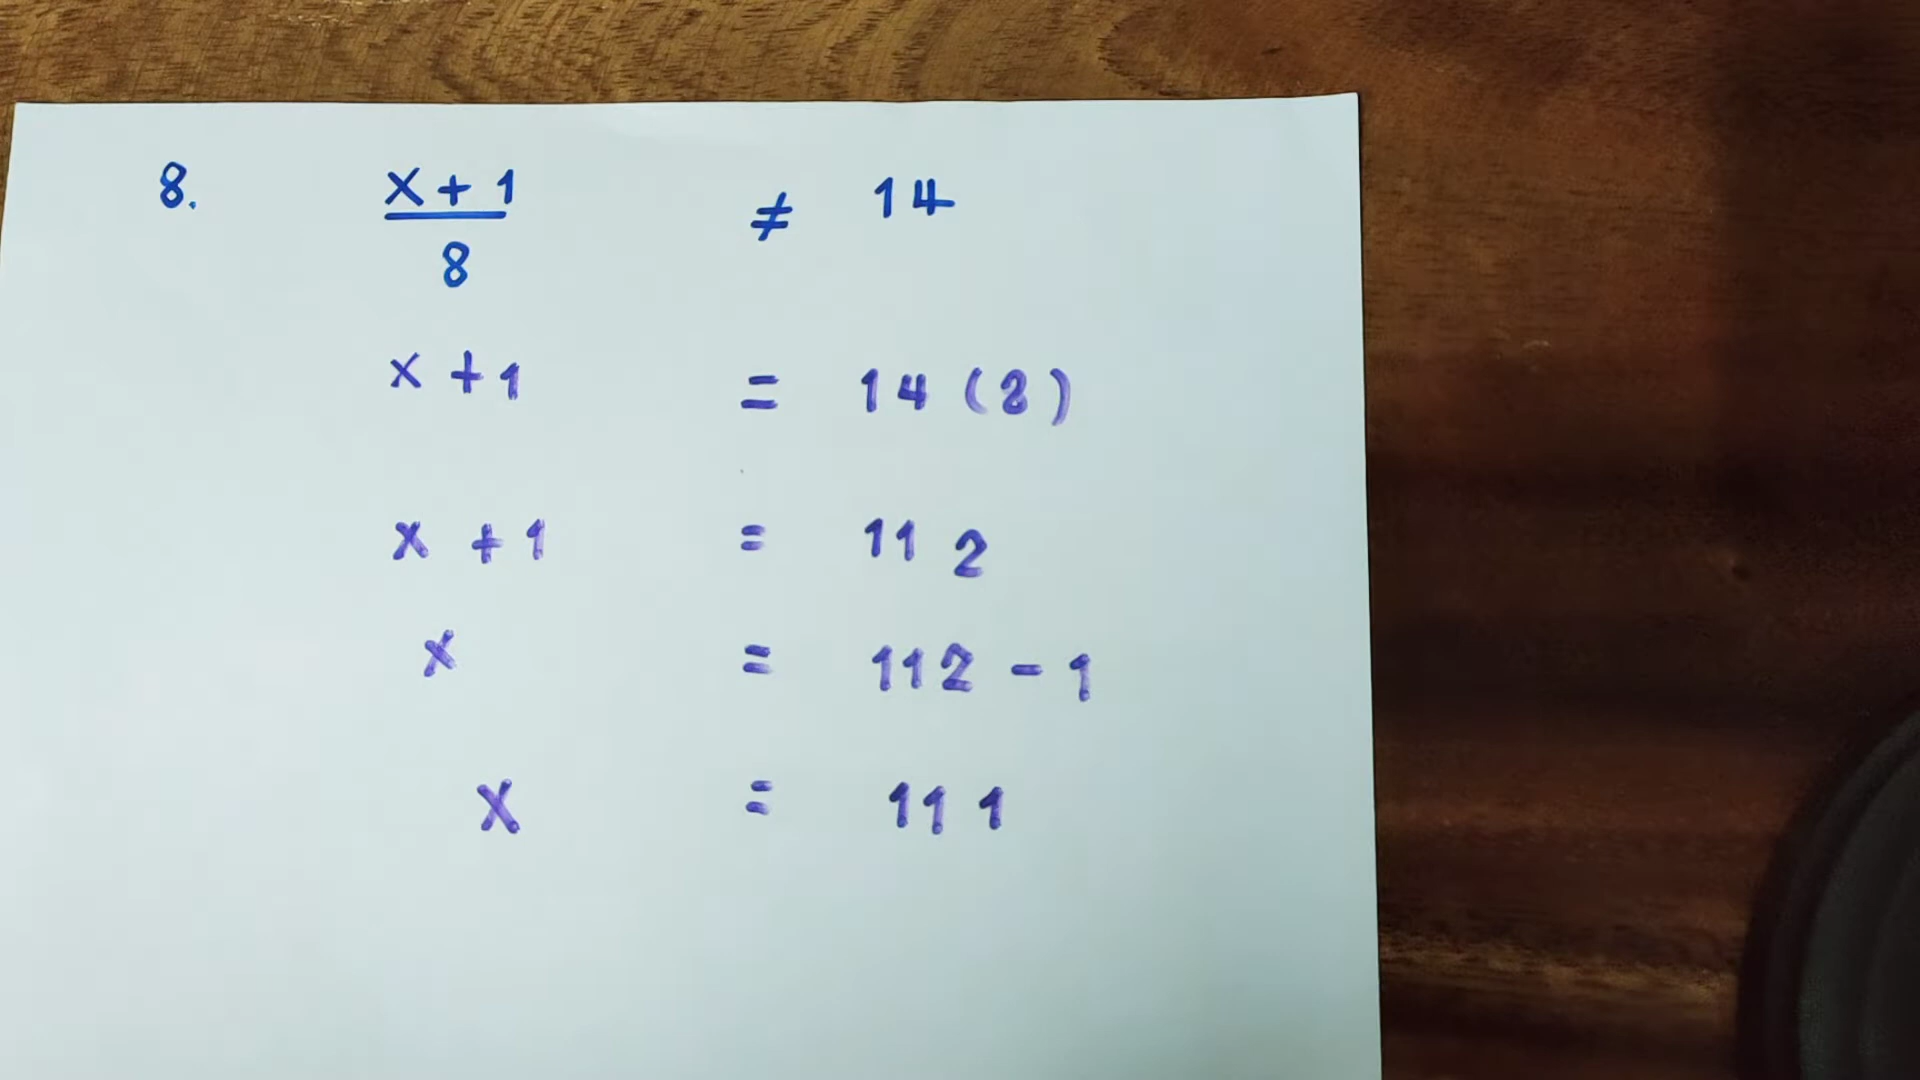 8. x + 1 / 8 ≠ 14
x + 1 = 14 (8)
x + 1 = 112
x = 112 - 1
x = 111